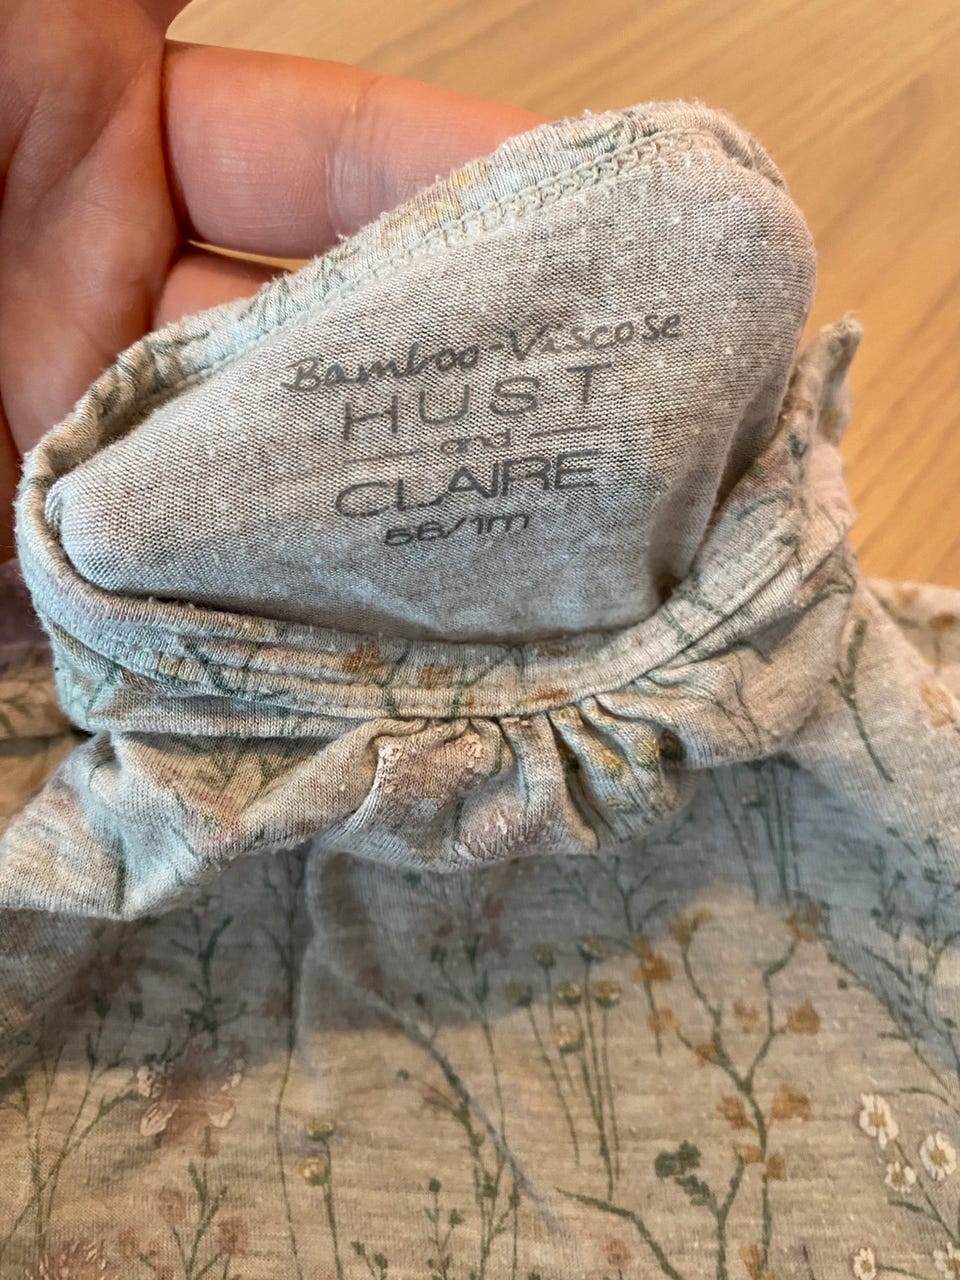 Bamboo-Viscose
HUST
and
CLAIRE
56/1m